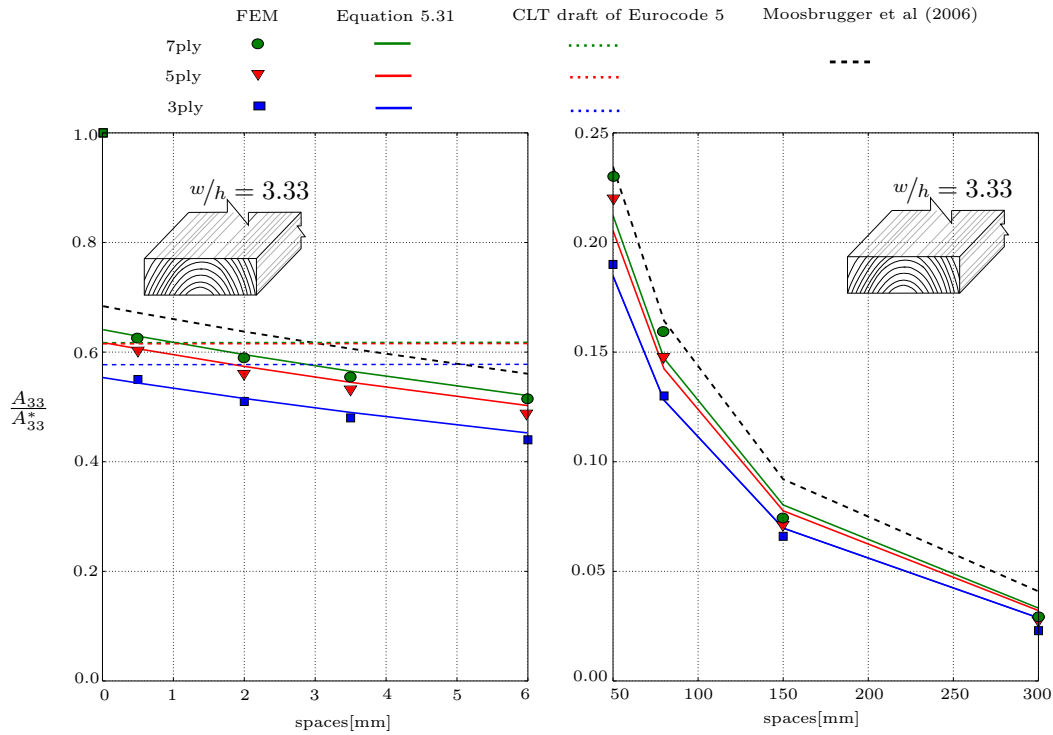 FEM Equation 5.31 CLT draft of Eurocode 5 Moosbrugger et al (2006)
7ply
5ply
3ply
1.0
0.8
0.6
0.4
0.2
0.0
A33
A*33
w/h = 3.33
0 1 2 3 4 5 6
spaces[mm]
0.25
0.20
0.15
0.10
0.05
0.00
w/h = 3.33
50 100 150 200 250 300
spaces[mm]